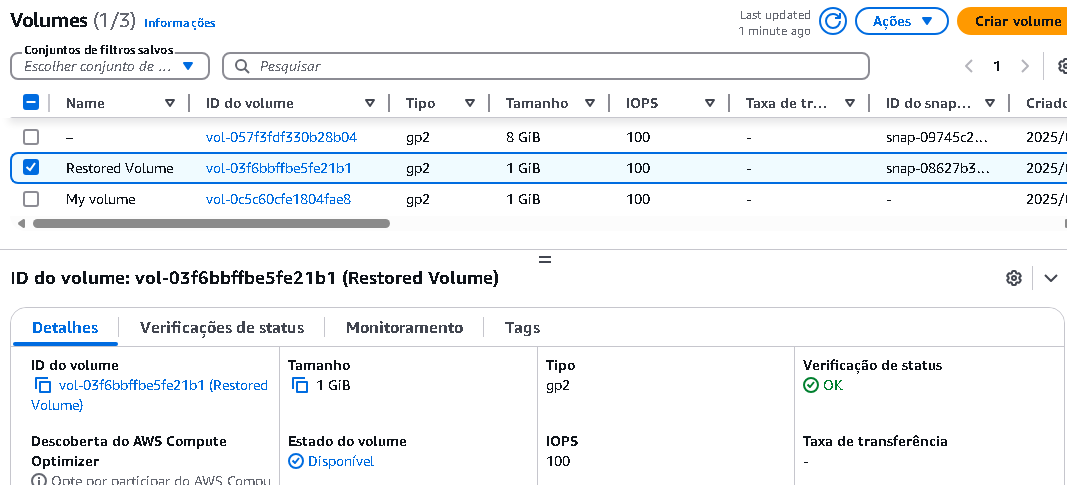 Volumes (1/3) Informações
Last updated
1 minute ago
Ações
Criar volume
Conjuntos de filtros salvos
Escolher conjunto de ...
Pesquisar
1
Name ID do volume Tipo Tamanho IOPS Taxa de tr... ID do snap... Criado
– vol-057f3fdf330b28b04 gp2 8 GiB 100 - snap-09745c2... 2025/
Restored Volume vol-03f6bbffbe5fe21b1 gp2 1 GiB 100 - snap-08627b3... 2025/
My volume vol-0c5c60cfe1804fae8 gp2 1 GiB 100 - - 2025/
ID do volume: vol-03f6bbffbe5fe21b1 (Restored Volume)
Detalhes Verificações de status Monitoramento Tags
ID do volume
vol-03f6bbffbe5fe21b1 (Restored
Volume)
Tamanho
1 GiB
Tipo
gp2
Verificação de status
OK
Descoberta do AWS Compute
Optimizer
Opte por participar do AWS Compu
Estado do volume
Disponível
IOPS
100
Taxa de transferência
-